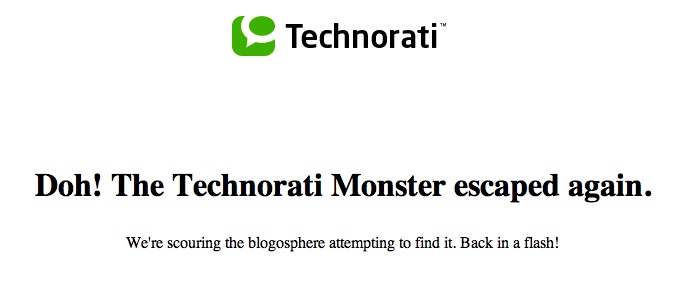 Technorati™
Doh! The Technorati Monster escaped again.
We're scouring the blogosphere attempting to find it. Back in a flash!